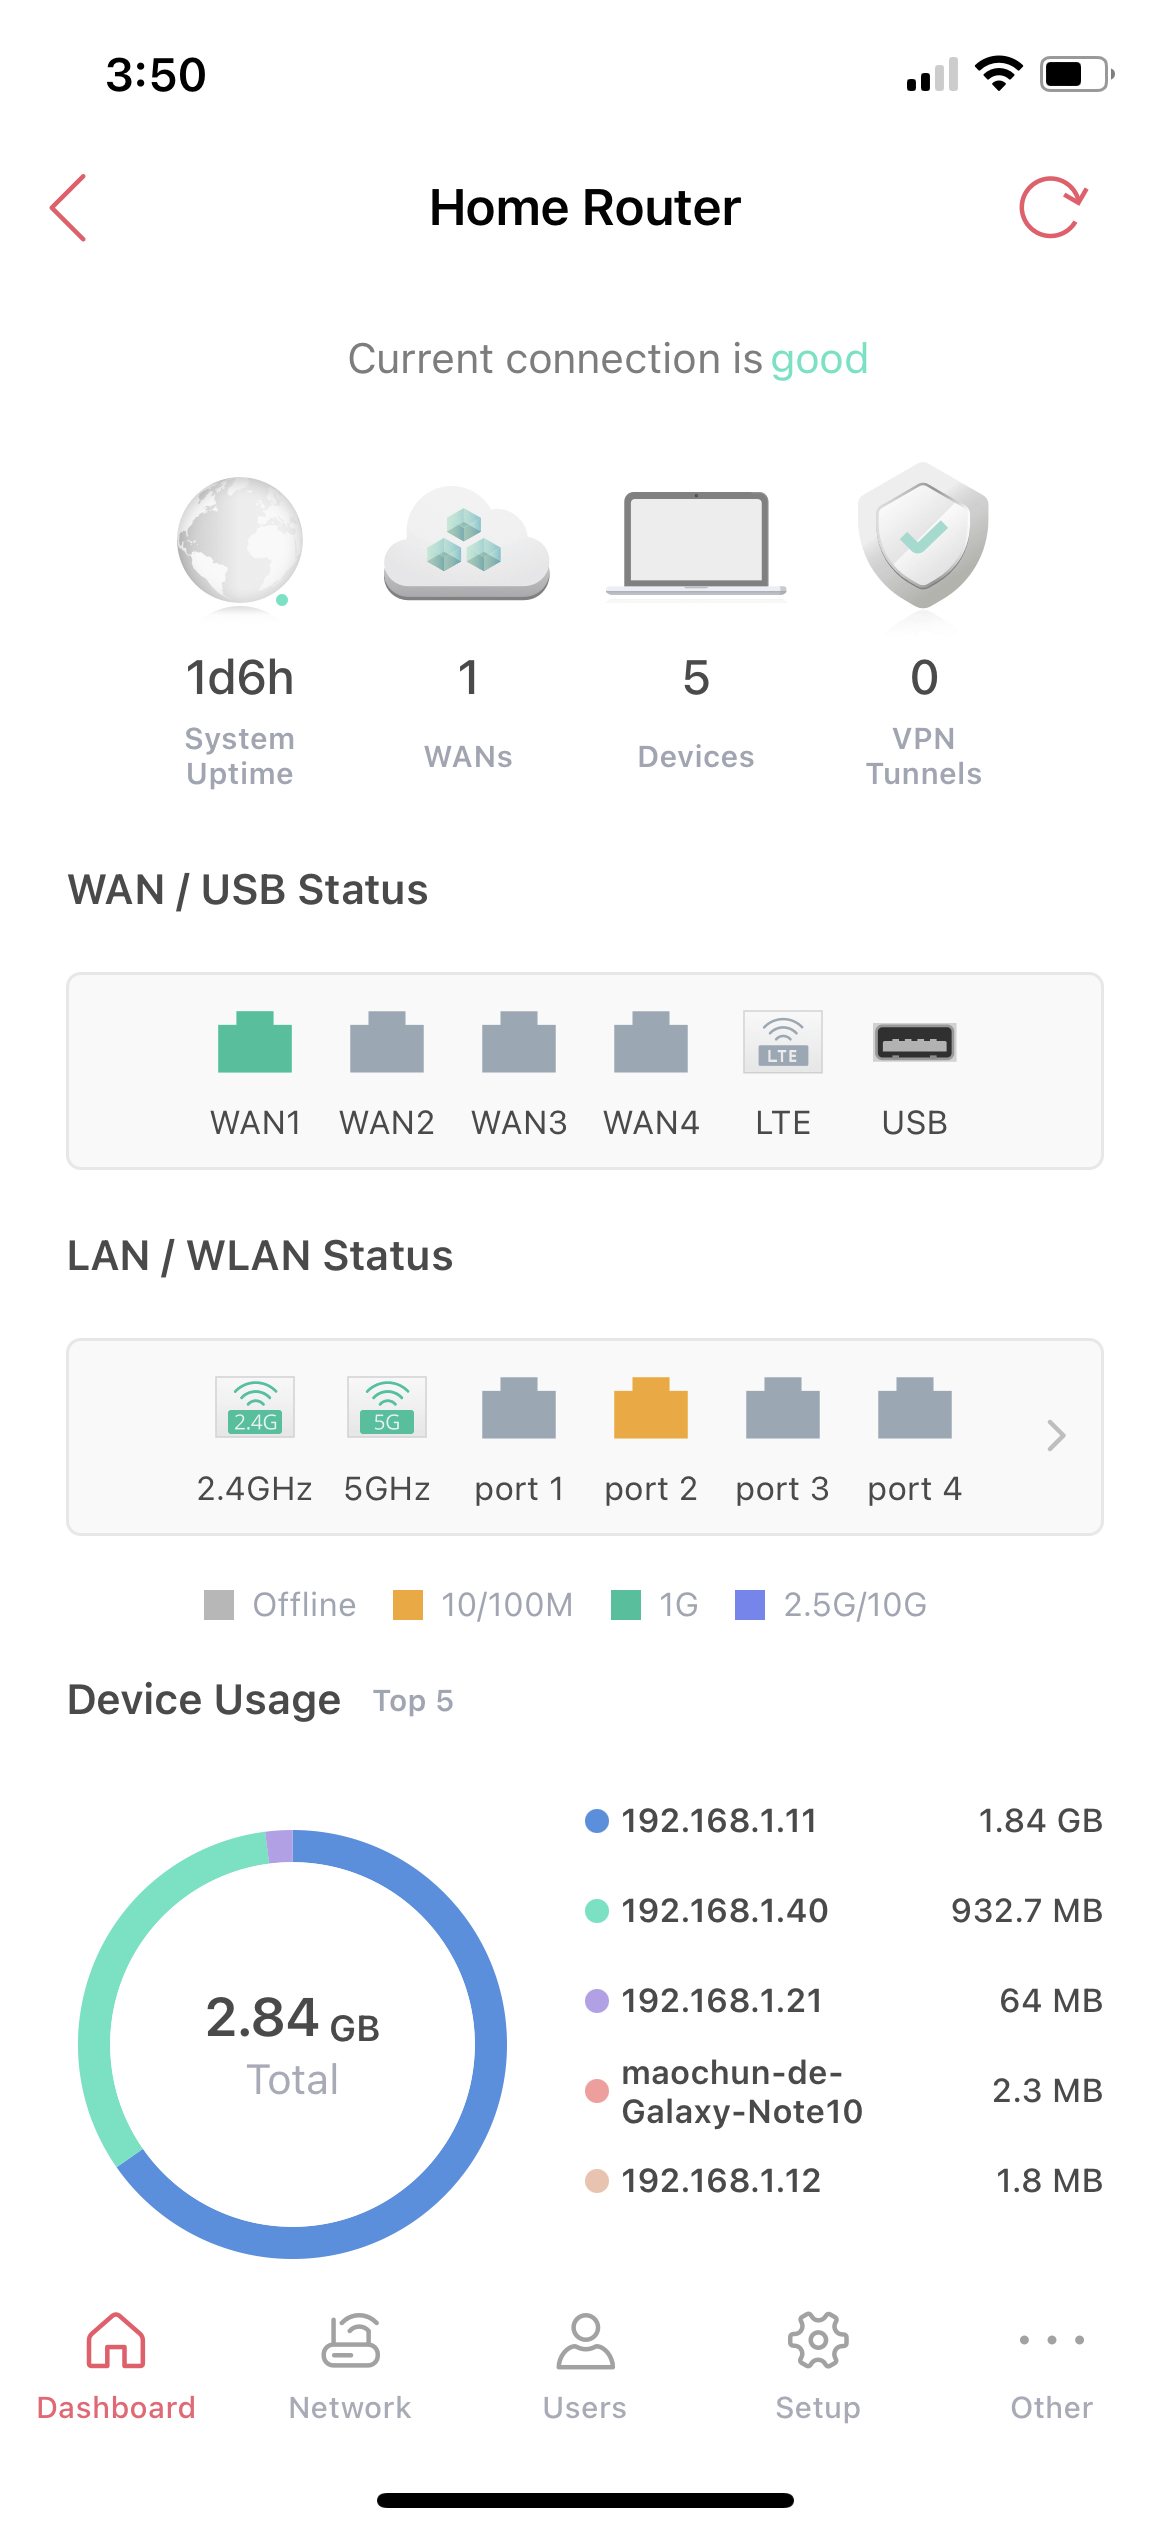 3:50
Home Router
Current connection is good
1d6h
1
5
0
System
Uptime
WANs
Devices
VPN
Tunnels
WAN / USB Status
LTE
WAN1
WAN2
WAN3
WAN4
LTE
USB
LAN / WLAN Status
2.4G
5G
2.4GHz
5GHz
port 1
port 2
port 3
port 4
Offline
10/100M
1G
2.5G/10G
Device Usage Top 5
2.84 GB
Total
192.168.1.11 1.84 GB
192.168.1.40 932.7 MB
192.168.1.21 64 MB
maochun-de-
Galaxy-Note10 2.3 MB
192.168.1.12 1.8 MB
Dashboard
Network
Users
Setup
Other